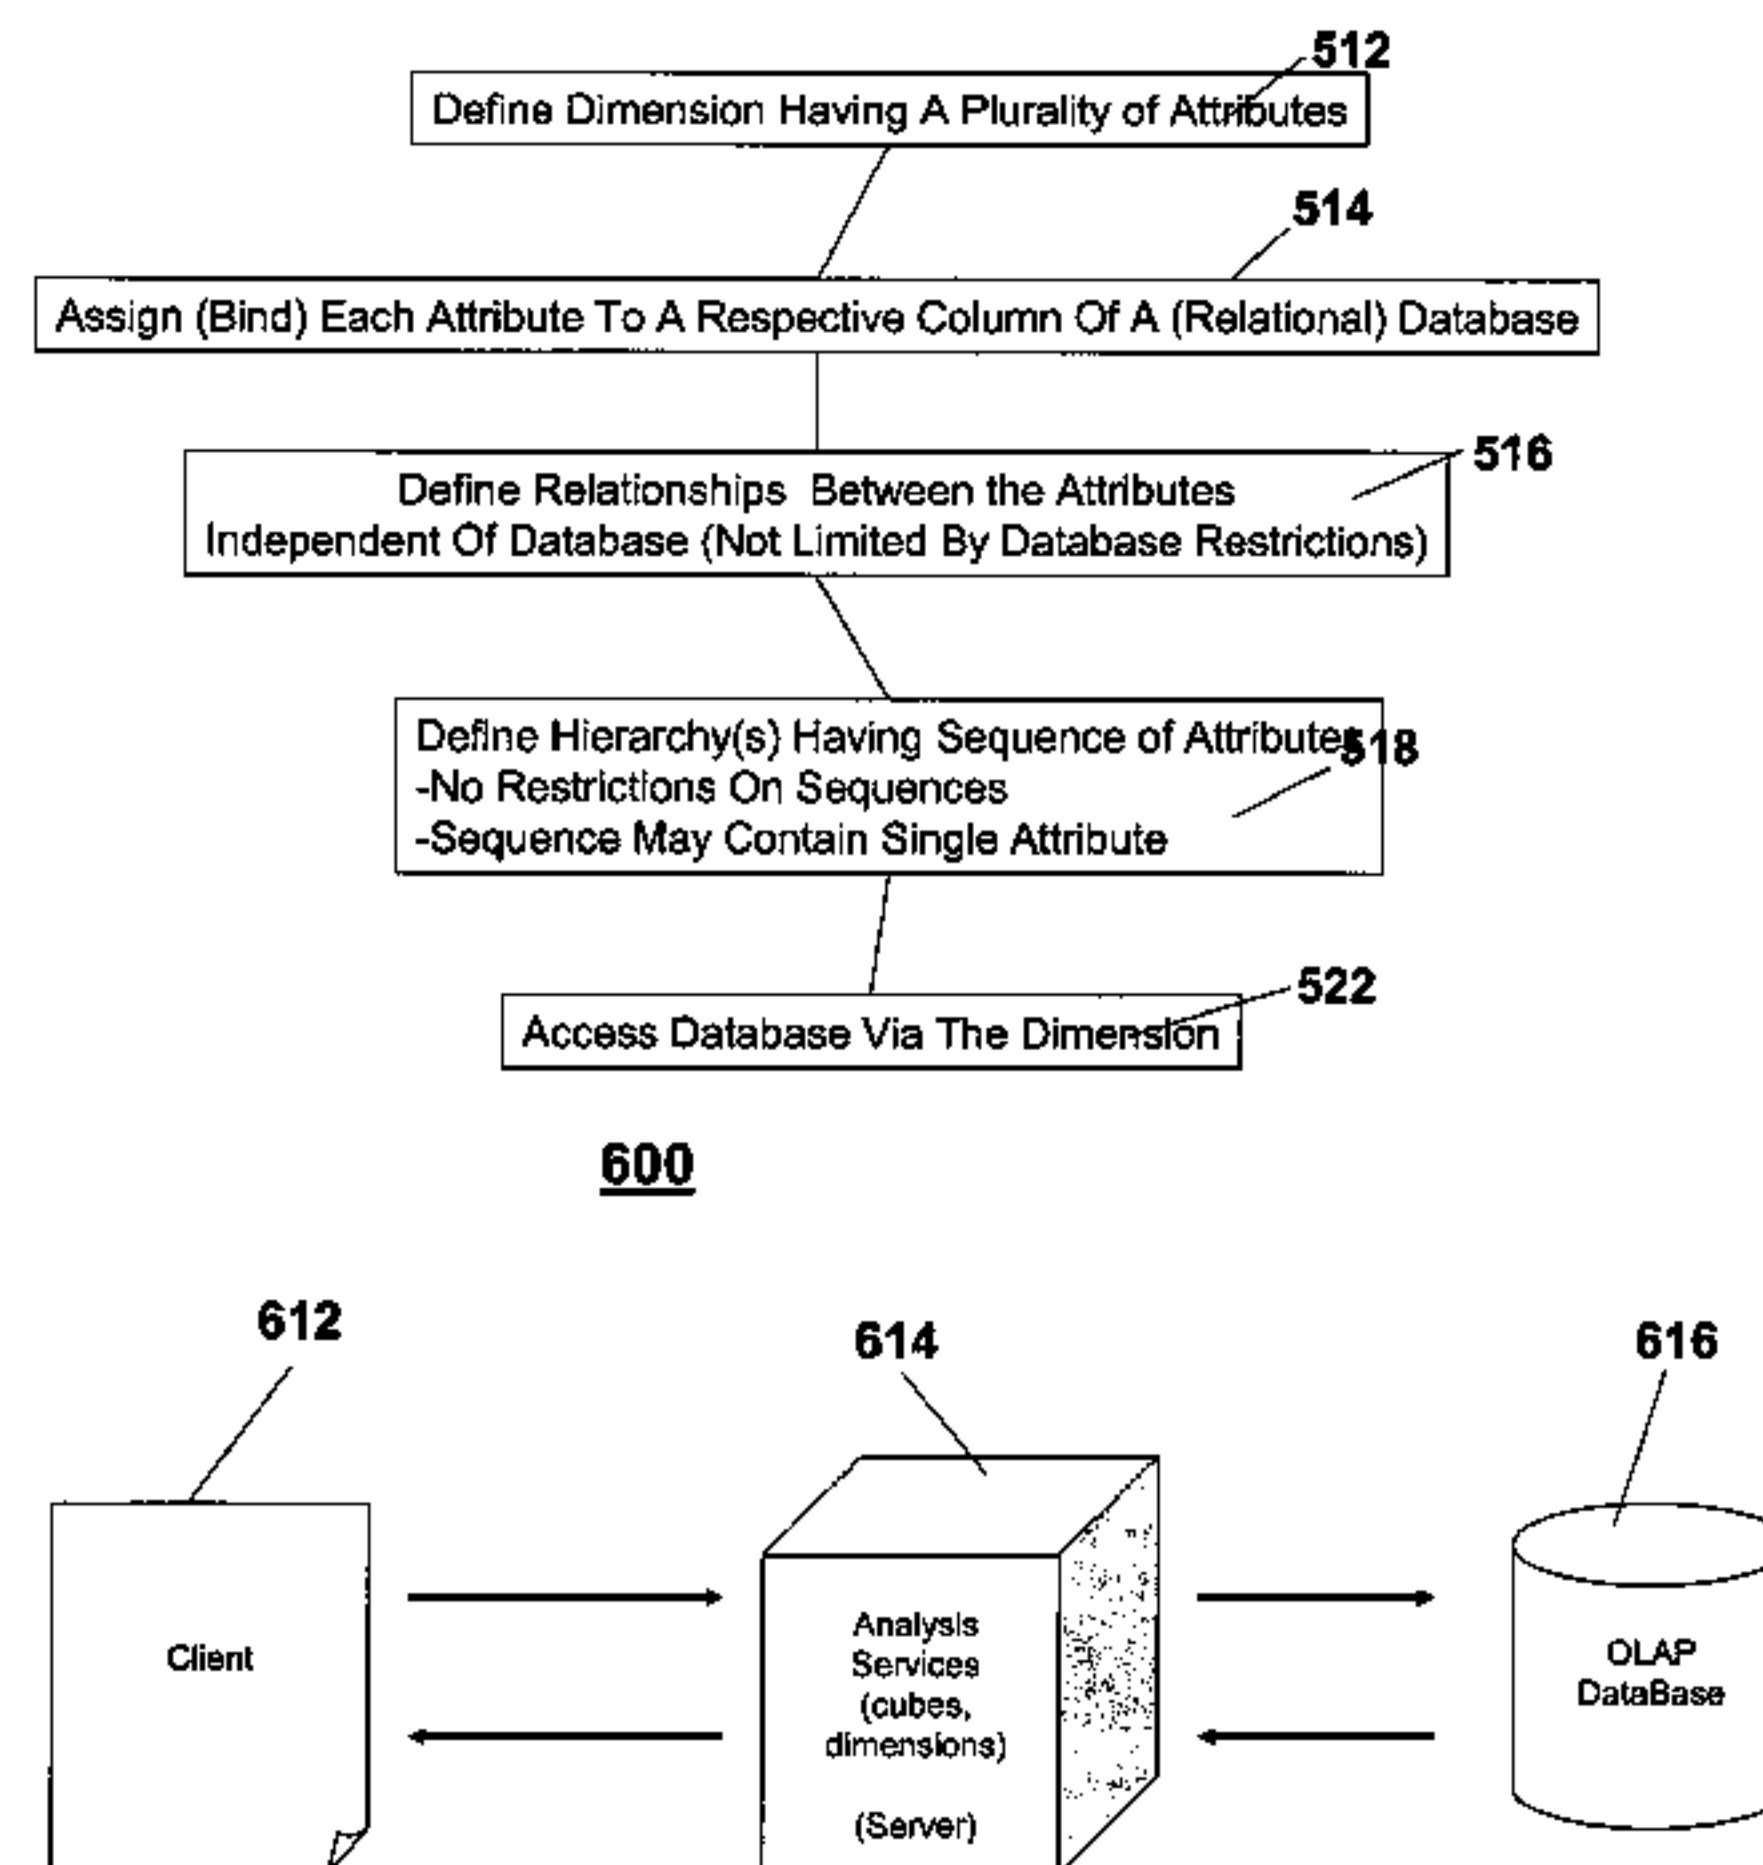 512
Define Dimension Having A Plurality of Attributes
514
Assign (Bind) Each Attribute To A Respective Column Of A (Relational) Database
516
Define Relationships Between the Attributes
Independent Of Database (Not Limited By Database Restrictions)
Define Hierarchy(s) Having Sequence of Attributes
518
-No Restrictions On Sequences
-Sequence May Contain Single Attribute
522
Access Database Via The Dimension
600
612
614
616
Client
Analysis
Services
(cubes,
dimensions)
(Server)
OLAP
DataBase